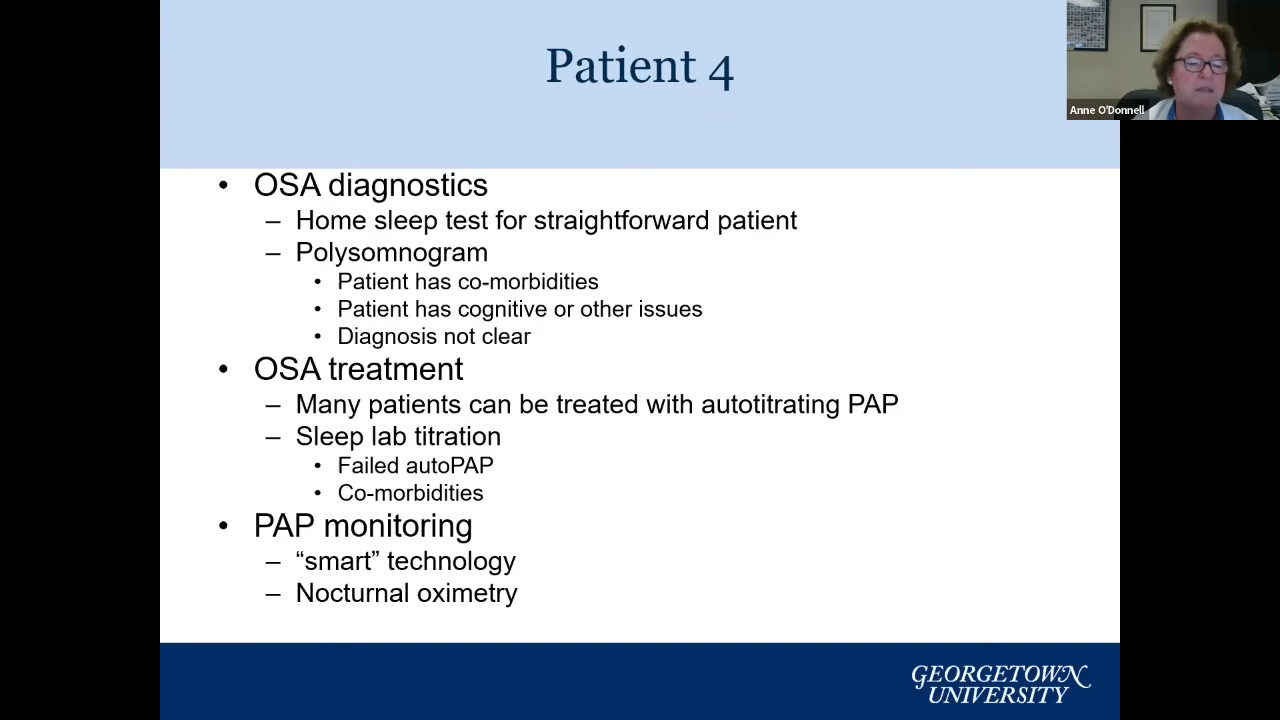 Patient 4
Anne O'Donnell
• OSA diagnostics
– Home sleep test for straightforward patient
– Polysomnogram
• Patient has co-morbidities
• Patient has cognitive or other issues
• Diagnosis not clear
• OSA treatment
– Many patients can be treated with autotitrating PAP
– Sleep lab titration
• Failed autoPAP
• Co-morbidities
• PAP monitoring
– “smart” technology
– Nocturnal oximetry
GEORGETOWN
UNIVERSITY